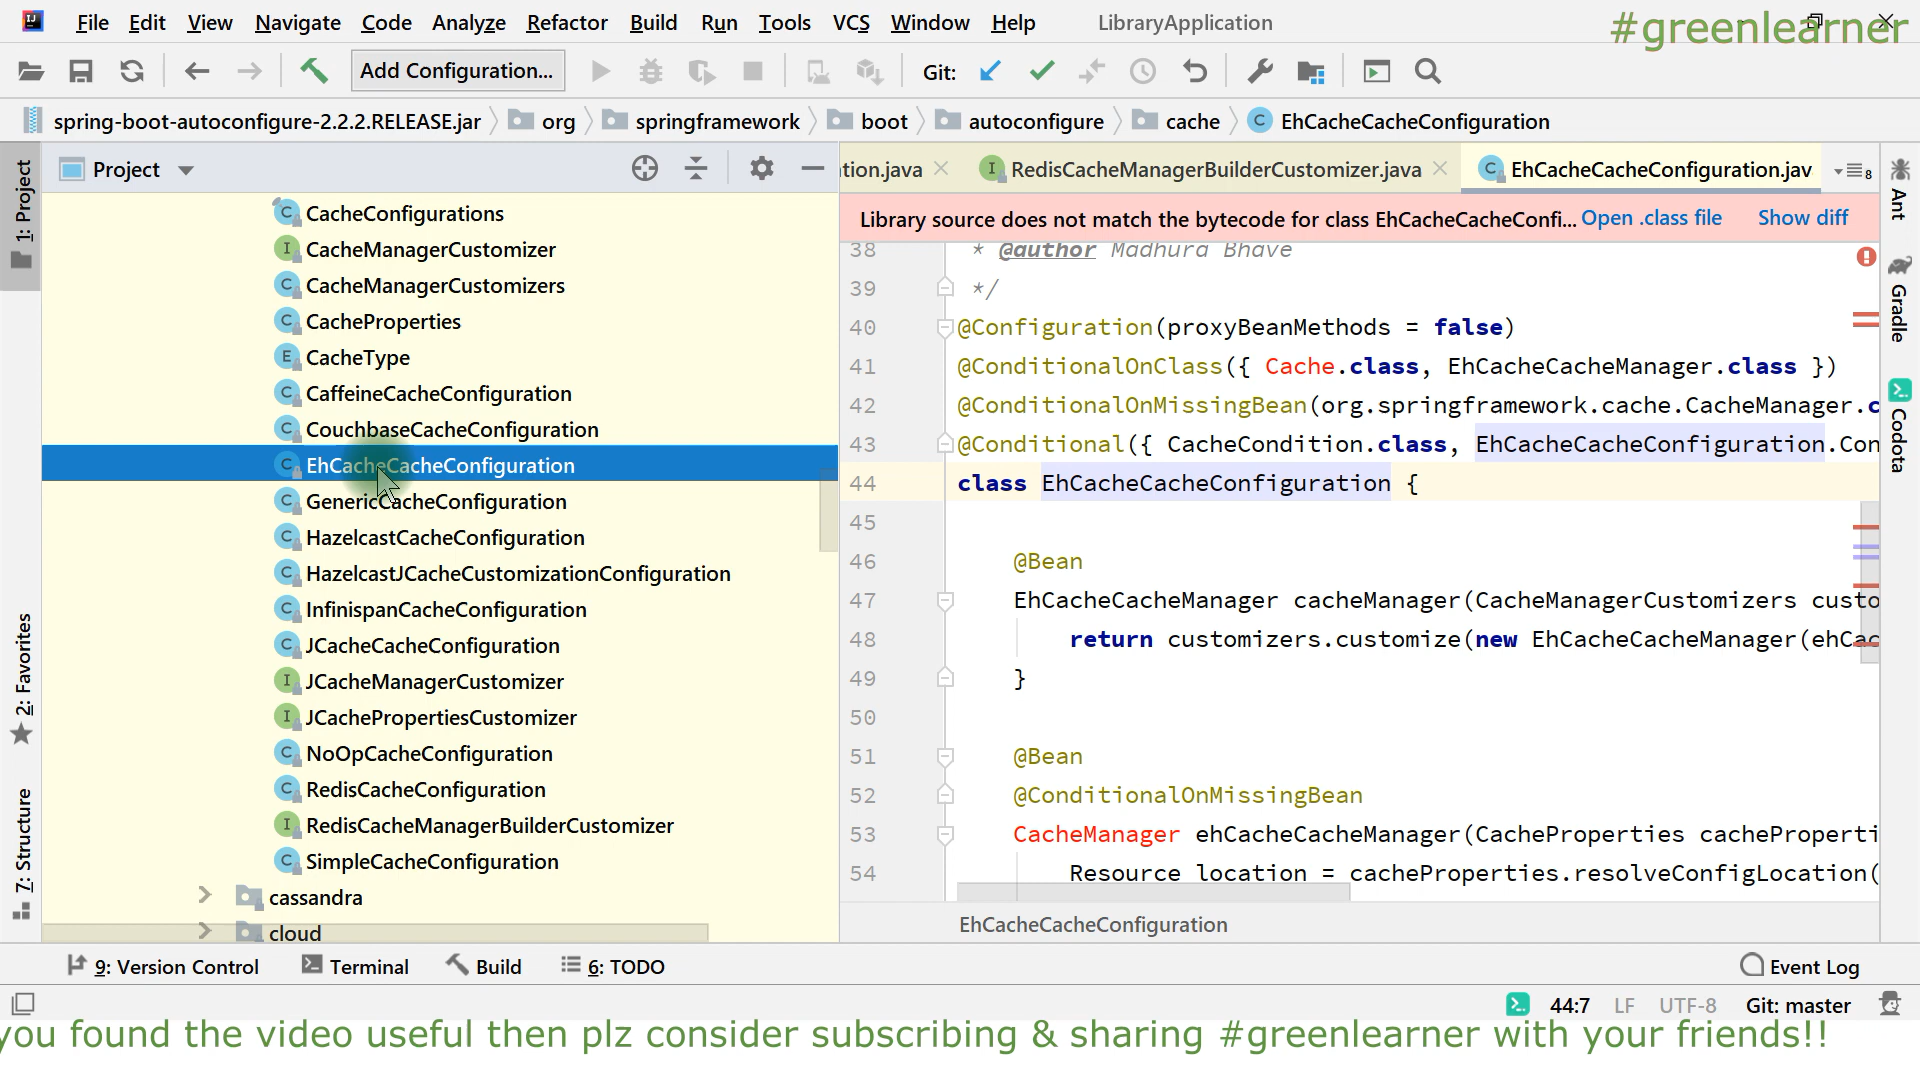 File Edit View Navigate Code Analyze Refactor Build Run Tools VCS Window Help LibraryApplication
#greenlearner
Add Configuration... Git:
spring-boot-autoconfigure-2.2.2.RELEASE.jar org springframework boot autoconfigure cache EhCacheCacheConfiguration
1: Project
2: Favorites
7: Structure
Project
CacheConfigurations
CacheManagerCustomizer
CacheManagerCustomizers
CacheProperties
CacheType
CaffeineCacheConfiguration
CouchbaseCacheConfiguration
EhCacheCacheConfiguration
GenericCacheConfiguration
HazelcastCacheConfiguration
HazelcastJCacheCustomizationConfiguration
InfinispanCacheConfiguration
JCacheCacheConfiguration
JCacheManagerCustomizer
JCachePropertiesCustomizer
NoOpCacheConfiguration
RedisCacheConfiguration
RedisCacheManagerBuilderCustomizer
SimpleCacheConfiguration
cassandra
cloud
tion.java RedisCacheManagerBuilderCustomizer.java EhCacheCacheConfiguration.jav 8
Library source does not match the bytecode for class EhCacheCacheConfi... Open .class file Show diff
38 * @author Madhura Bhave
39 */
40 @Configuration(proxyBeanMethods = false)
41 @ConditionalOnClass({ Cache.class, EhCacheCacheManager.class })
42 @ConditionalOnMissingBean(org.springframework.cache.CacheManager.c
43 @Conditional({ CacheCondition.class, EhCacheCacheConfiguration.Con
44 class EhCacheCacheConfiguration {
45
46 @Bean
47 EhCacheCacheManager cacheManager(CacheManagerCustomizers custo
48 return customizers.customize(new EhCacheCacheManager(ehCac
49 }
50
51 @Bean
52 @ConditionalOnMissingBean
53 CacheManager ehCacheCacheManager(CacheProperties cacheProperti
54 Resource location = cacheProperties.resolveConfigLocation(
EhCacheCacheConfiguration
Ant
Gradle
Codota
9: Version Control Terminal Build 6: TODO Event Log
44:7 LF UTF-8 Git: master
you found the video useful then plz consider subscribing & sharing #greenlearner with your friends!!